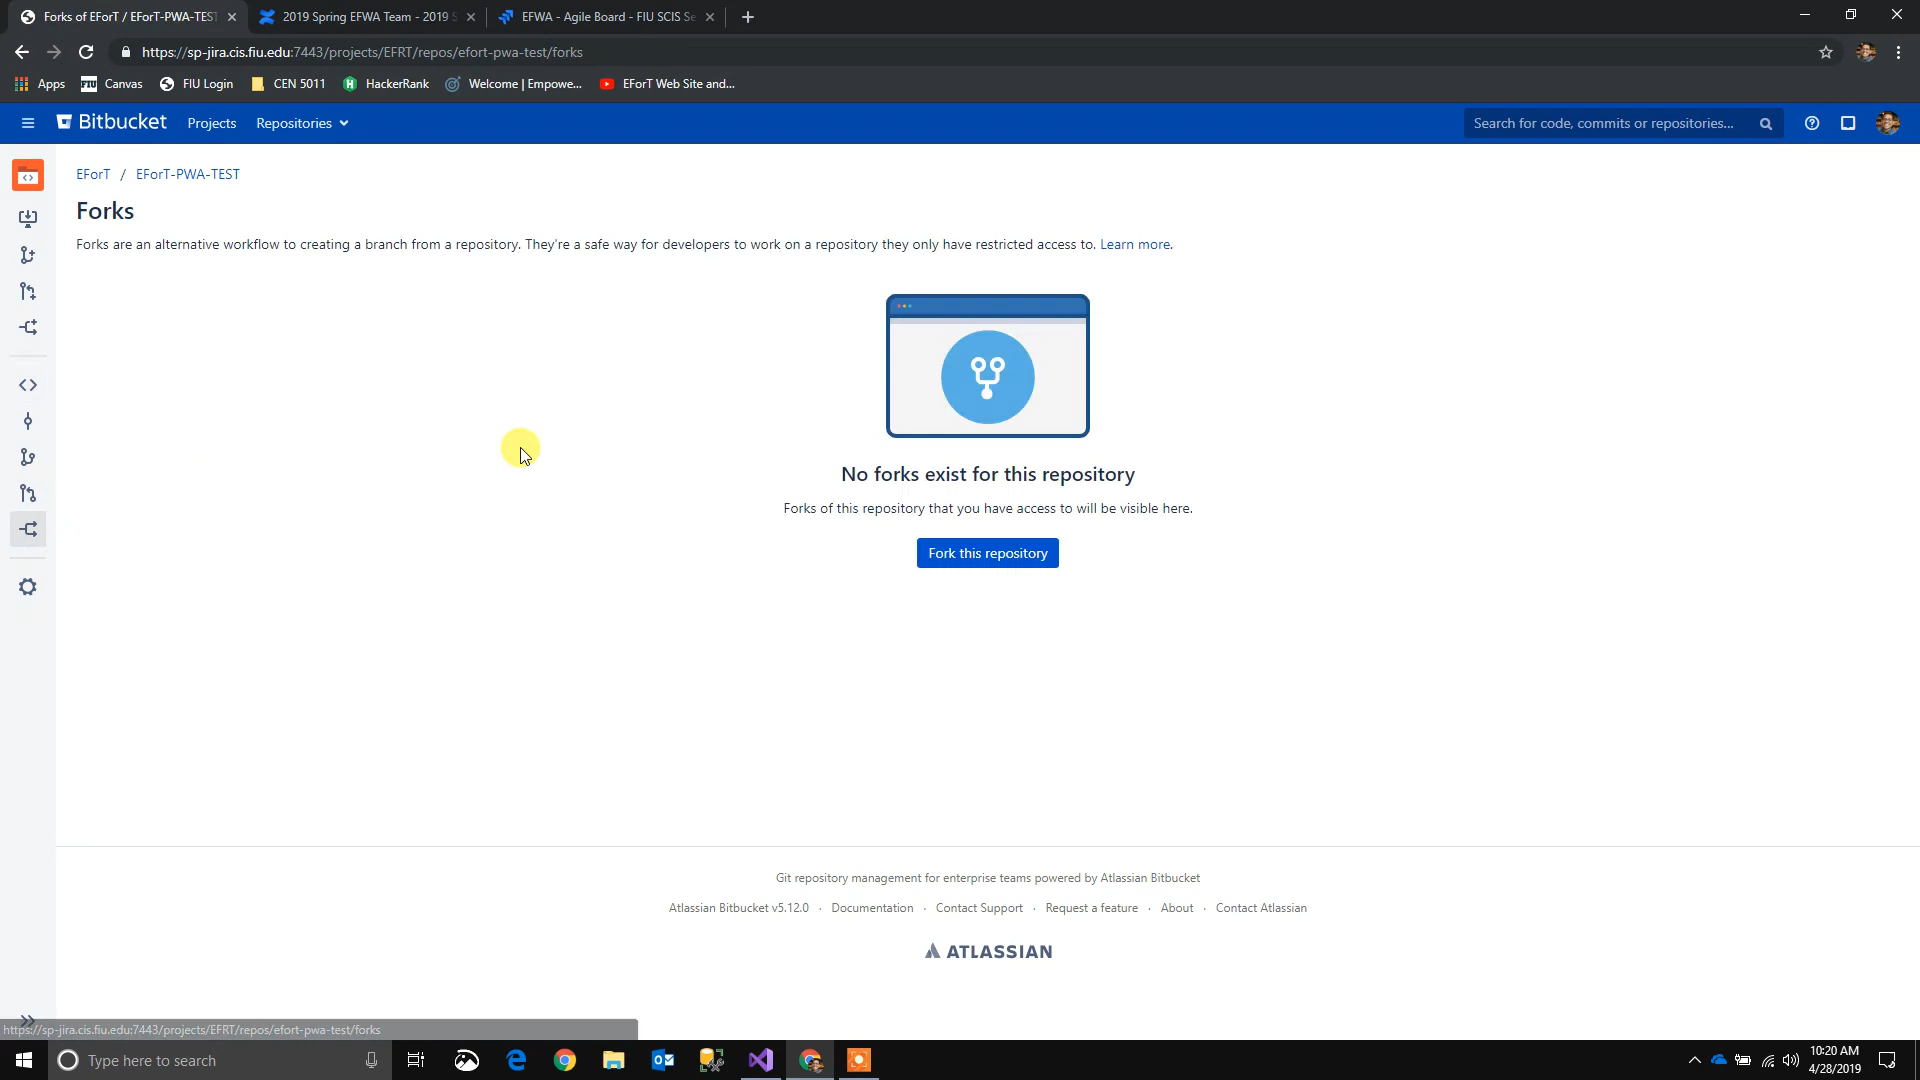 Forks of EForT / EForT-PWA-TEST
2019 Spring EFWA Team - 2019 S
EFWA - Agile Board - FIU SCIS Se
https://sp-jira.cis.fiu.edu:7443/projects/EFRT/repos/efort-pwa-test/forks
Apps
FIU Canvas
FIU Login
CEN 5011
H HackerRank
Welcome | Empowe...
EForT Web Site and...
Bitbucket
Projects
Repositories
Search for code, commits or repositories...
EForT / EForT-PWA-TEST
Forks
Forks are an alternative workflow to creating a branch from a repository. They're a safe way for developers to work on a repository they only have restricted access to. Learn more.
No forks exist for this repository
Forks of this repository that you have access to will be visible here.
Fork this repository
Git repository management for enterprise teams powered by Atlassian Bitbucket
Atlassian Bitbucket v5.12.0 · Documentation · Contact Support · Request a feature · About · Contact Atlassian
ATLASSIAN
https://sp-jira.cis.fiu.edu:7443/projects/EFRT/repos/efort-pwa-test/forks
Type here to search
10:20 AM
4/28/2019